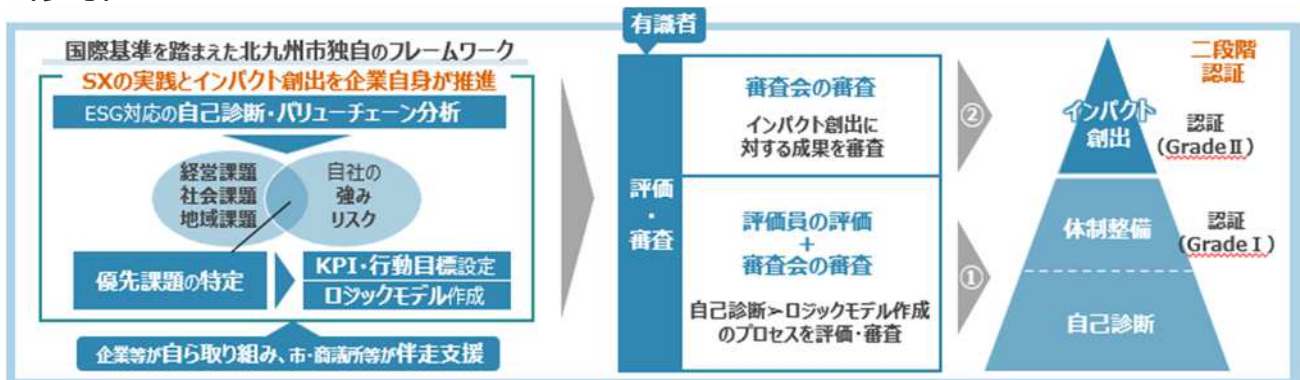 国際基準を踏まえた北九州市独自のフレームワーク
SXの実践とインパクト創出を企業自身が推進
ESG対応の自己診断・バリューチェーン分析
経営課題
社会課題
地域課題
自社の
強み
リスク
優先課題の特定
KPI・行動目標設定
ロジックモデル作成
企業等が自ら取り組み、市・商議所等が伴走支援
有識者
評価・審査
審査会の審査
インパクト創出に
対する成果を審査
評価員の評価
+
審査会の審査
自己診断➢ロジックモデル作成
のプロセスを評価・審査
②
①
二段階
認証
インパクト
創出
認証
(GradeⅡ)
体制整備
認証
(GradeⅠ)
自己診断